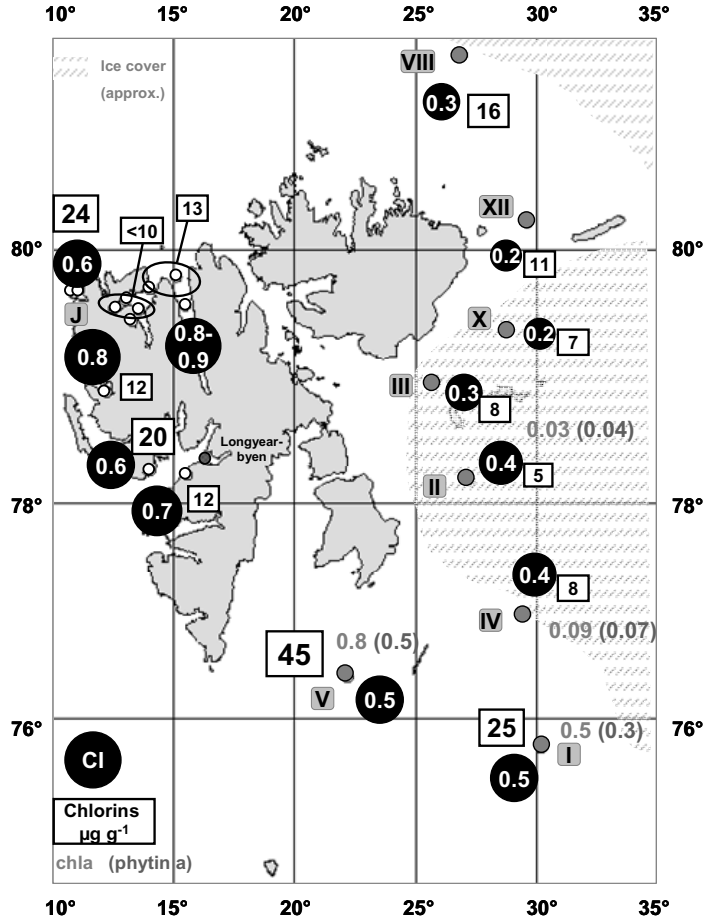 10° 15° 20° 25° 30° 35°
Ice cover
(approx.)
VIII
0.3
16
24
13
<10
XII
80°
80°
0.6
0.2
11
J
X
0.2
7
0.8
0.8-
0.9
III
0.3
8
12
0.03 (0.04)
20
Longyear-
byen
0.6
0.4
5
II
12
78°
78°
0.7
0.4
8
IV
0.09 (0.07)
0.8 (0.5)
45
V
0.5
76°
25
0.5 (0.3)
76°
I
CI
0.5
Chlorins
µg g-1
chla (phytin a)
10° 15° 20° 25° 30° 35°